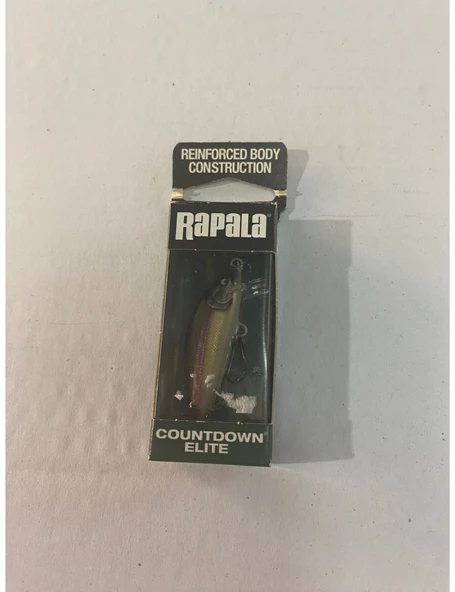 REINFORCED BODY
CONSTRUCTION
RAPALA®
COUNTDOWN
ELITE